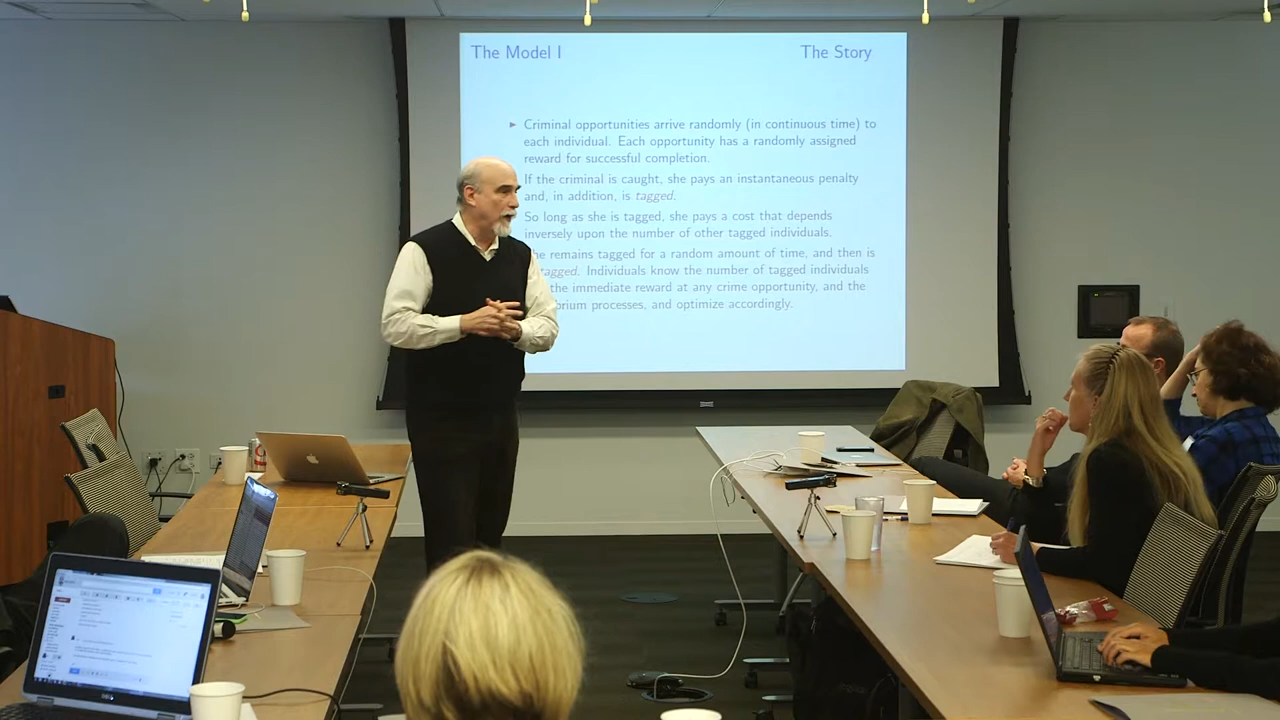 The Model I
The Story
Criminal opportunities arrive randomly (in continuous time) to
each individual. Each opportunity has a randomly assigned
reward for successful completion.
If the criminal is caught, she pays an instantaneous penalty
and, in addition, is tagged.
So long as she is tagged, she pays a cost that depends
inversely upon the number of other tagged individuals.
he remains tagged for a random amount of time, and then is
tagged. Individuals know the number of tagged individuals
the immediate reward at any crime opportunity, and the
orium processes, and optimize accordingly.